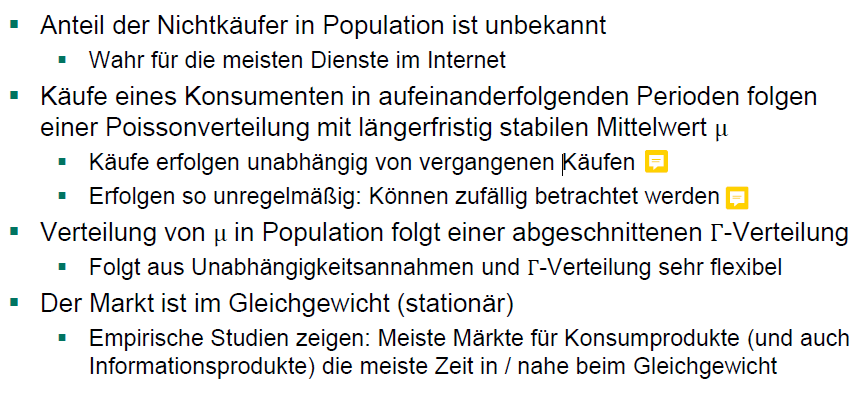 Anteil der Nichtkäufer in Population ist unbekannt
Wahr für die meisten Dienste im Internet
Käufe eines Konsumenten in aufeinanderfolgenden Perioden folgen
einer Poissonverteilung mit längerfristig stabilen Mittelwert μ
Käufe erfolgen unabhängig von vergangenen Käufen
Erfolgen so unregelmäßig: Können zufällig betrachtet werden
Verteilung von μ in Population folgt einer abgeschnittenen Γ-Verteilung
Folgt aus Unabhängigkeitsannahmen und Γ-Verteilung sehr flexibel
Der Markt ist im Gleichgewicht (stationär)
Empirische Studien zeigen: Meiste Märkte für Konsumprodukte (und auch
Informationsprodukte) die meiste Zeit in / nahe beim Gleichgewicht